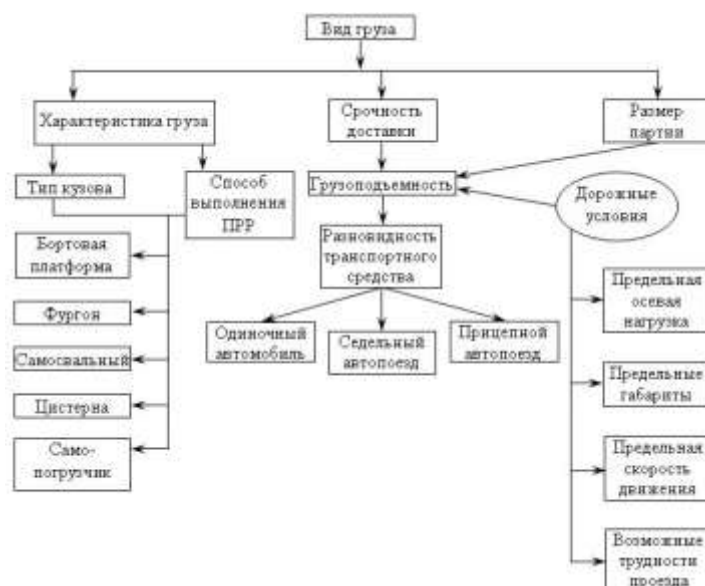 Вид груза
Характеристика груза
Срочность
доставки
Размер
партии
Тип кузова
Способ
выполнения
ПРР
Грузоподъемность
Дорожные
условия
Бортовая
платформа
Фургон
Самосвальный
Цистерна
Само-
погрузчик
Разновидность
транспортного
средства
Одиночный
автомобиль
Седельный
автопоезд
Прицепной
автопоезд
Предельная
осевая
нагрузка
Предельные
габариты
Предельная
скорость
движения
Возможные
трудности
проезда